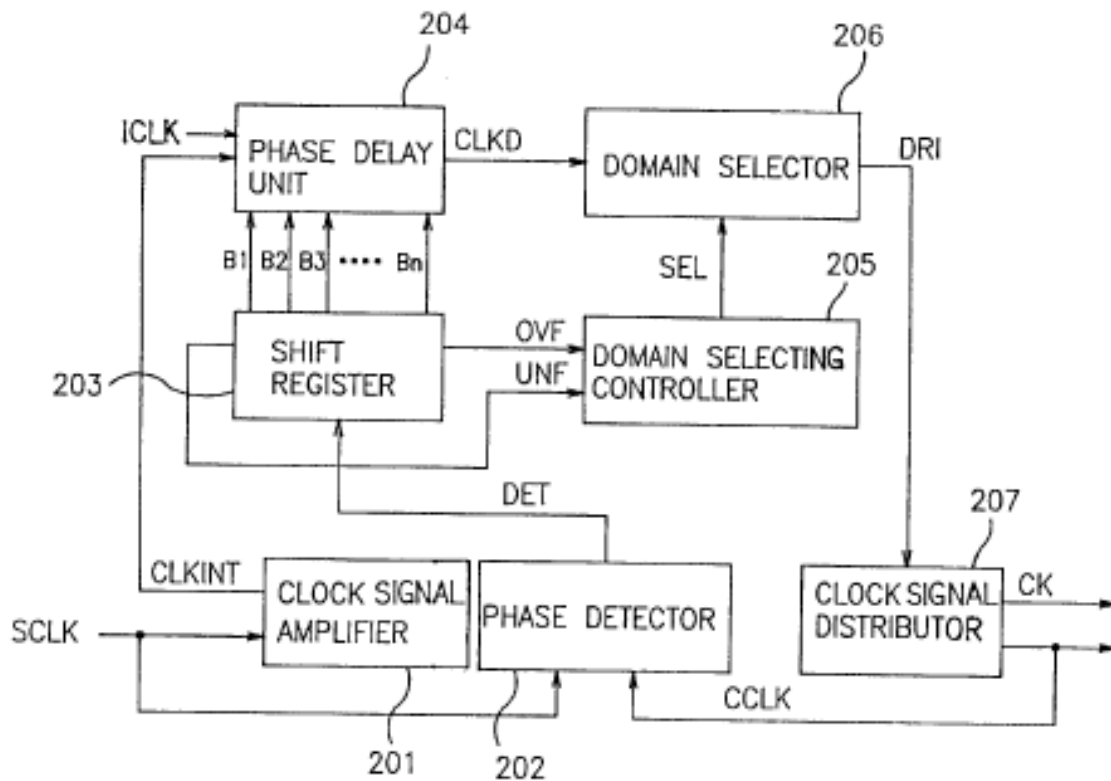 204
206
ICLK
PHASE DELAY
UNIT
CLKD
DOMAIN SELECTOR
DRI
B1 B2 B3 •••• Bn
SEL
205
SHIFT
REGISTER
OVF
UNF
DOMAIN SELECTING
CONTROLLER
203
DET
207
CLKINT
CLOCK SIGNAL
AMPLIFIER
PHASE DETECTOR
CLOCK SIGNAL
DISTRIBUTOR
CK
SCLK
CCLK
201
202